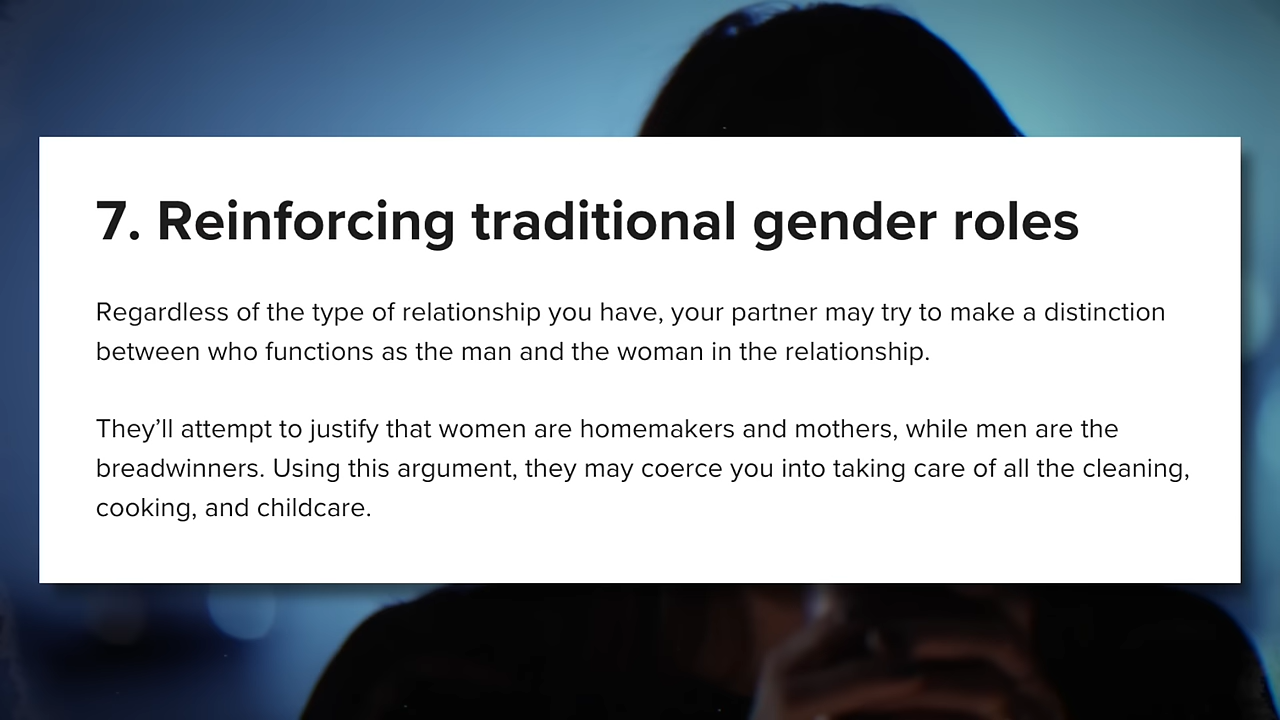 7. Reinforcing traditional gender roles
Regardless of the type of relationship you have, your partner may try to make a distinction
between who functions as the man and the woman in the relationship.
They’ll attempt to justify that women are homemakers and mothers, while men are the
breadwinners. Using this argument, they may coerce you into taking care of all the cleaning,
cooking, and childcare.